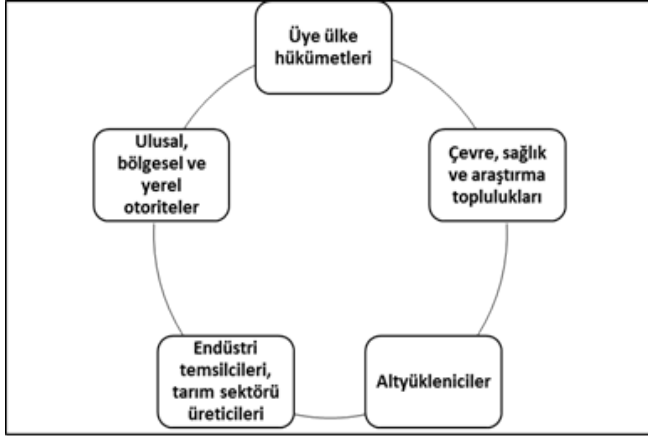 Üye ülke
hükümetleri
Ulusal,
bölgesel ve
yerel
otoriteler
Çevre, sağlık
ve araştırma
toplulukları
Endüstri
temsilcileri,
tarım sektörü
üreticileri
Altyükleniciler